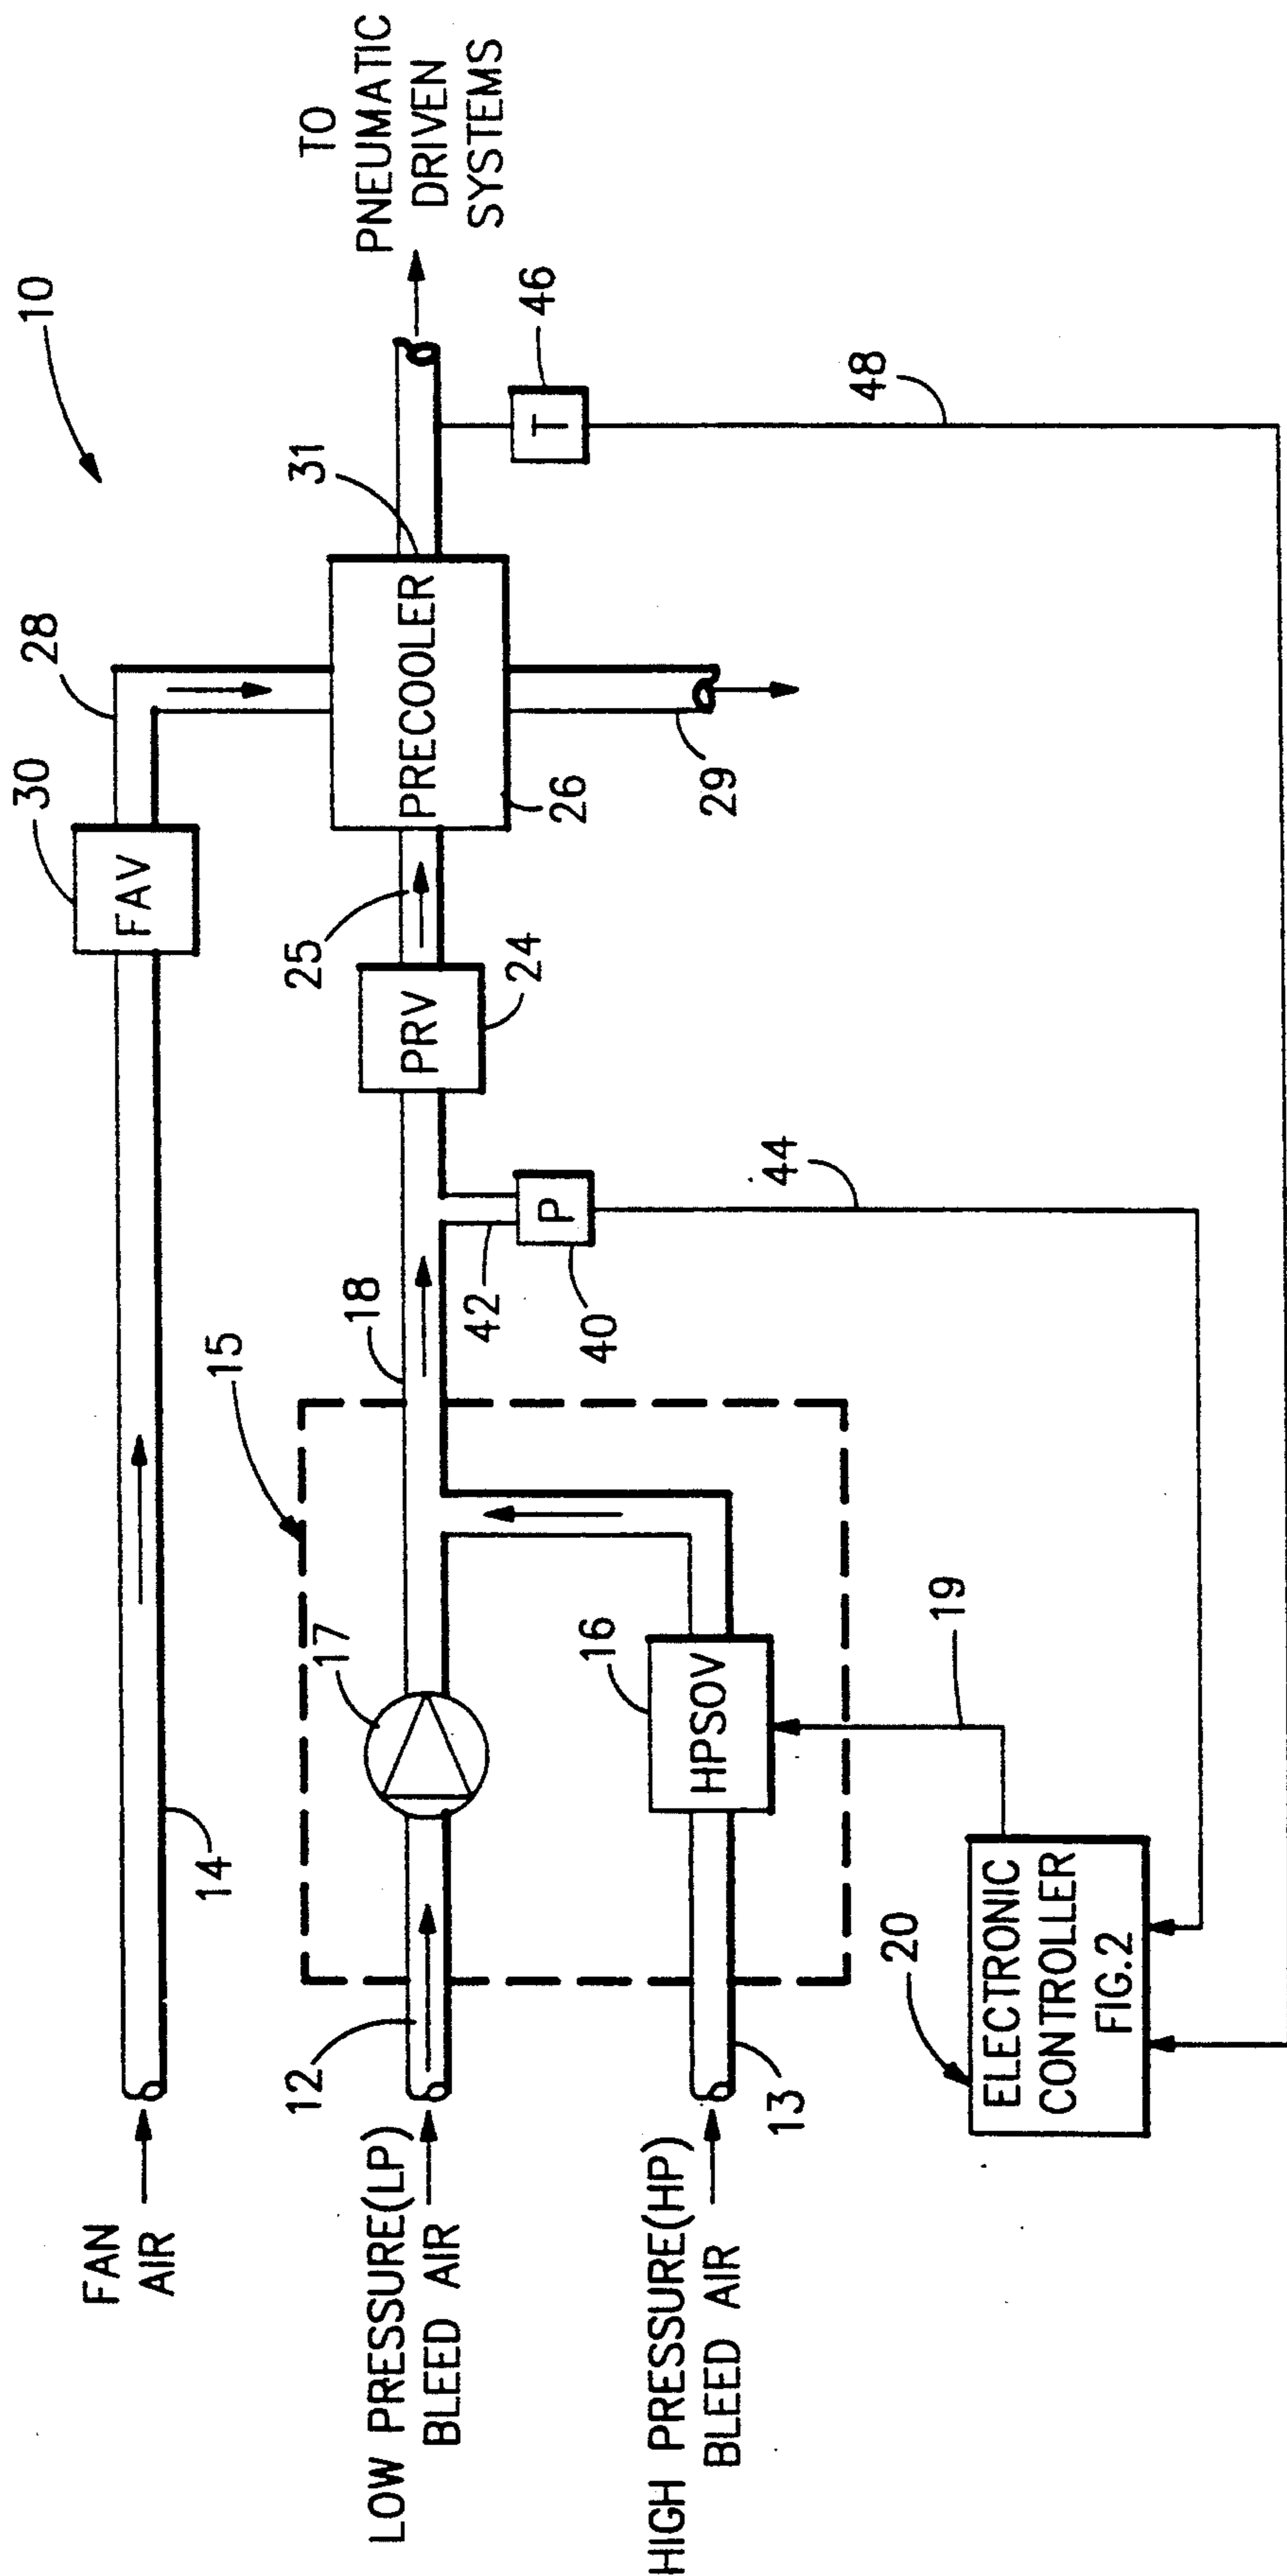 10
FAN
AIR
14
30
FAV
28
LOW PRESSURE(LP)
BLEED AIR
12
15
17
18
42
P
40
44
PRV
24
25
PRECOOLER
26
31
29
TO
PNEUMATIC
DRIVEN
SYSTEMS
T
46
48
HIGH PRESSURE(HP)
BLEED AIR
13
16
HPSOV
19
20
ELECTRONIC
CONTROLLER
FIG.2